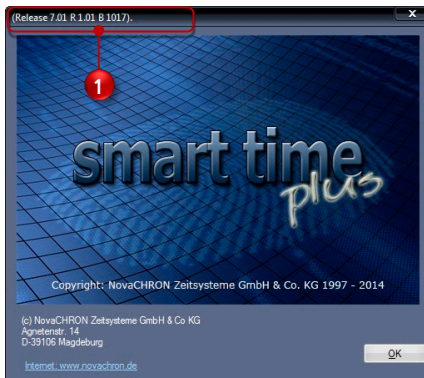 (Release 7.01 R 1.01 B 1017).
x
1
smart time
plus
Copyright: NovaCHRON Zeitsysteme GmbH & Co. KG 1997 - 2014
(c) NovaCHRON Zeitsysteme GmbH & Co KG
Agnetenstr. 14
D-39106 Magdeburg
OK
Internet: www.novachron.de